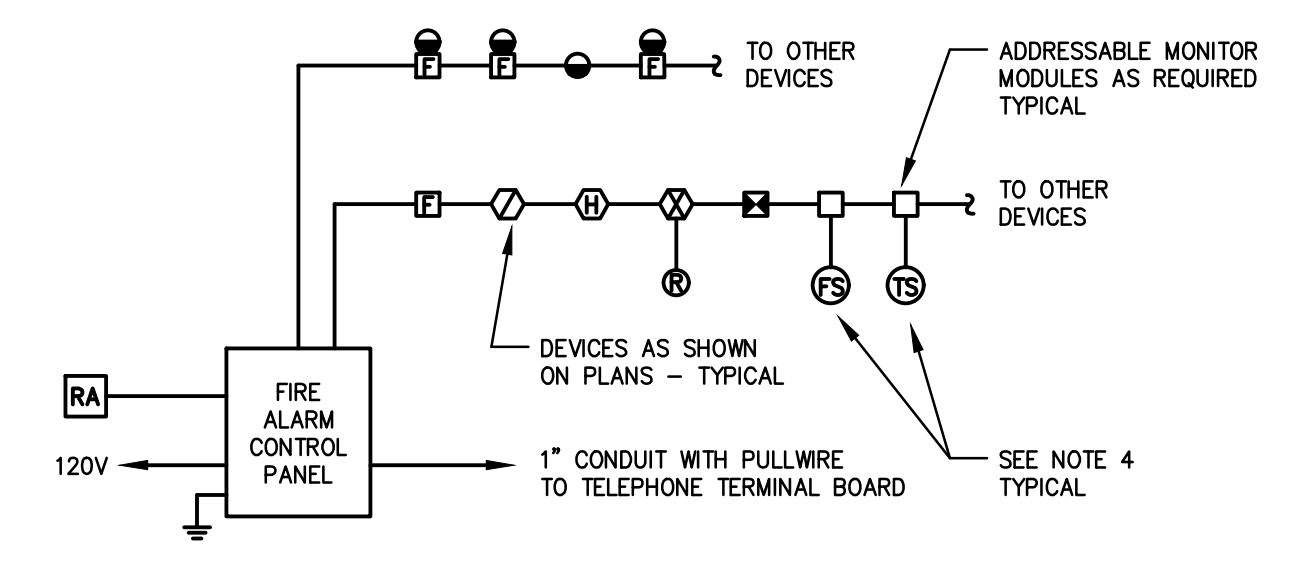 F
F
F
TO OTHER
DEVICES
ADDRESSABLE MONITOR
MODULES AS REQUIRED
TYPICAL
F
H
TO OTHER
DEVICES
R
FS
TS
DEVICES AS SHOWN
ON PLANS – TYPICAL
RA
FIRE
ALARM
CONTROL
PANEL
120V
1" CONDUIT WITH PULLWIRE
TO TELEPHONE TERMINAL BOARD
SEE NOTE 4
TYPICAL